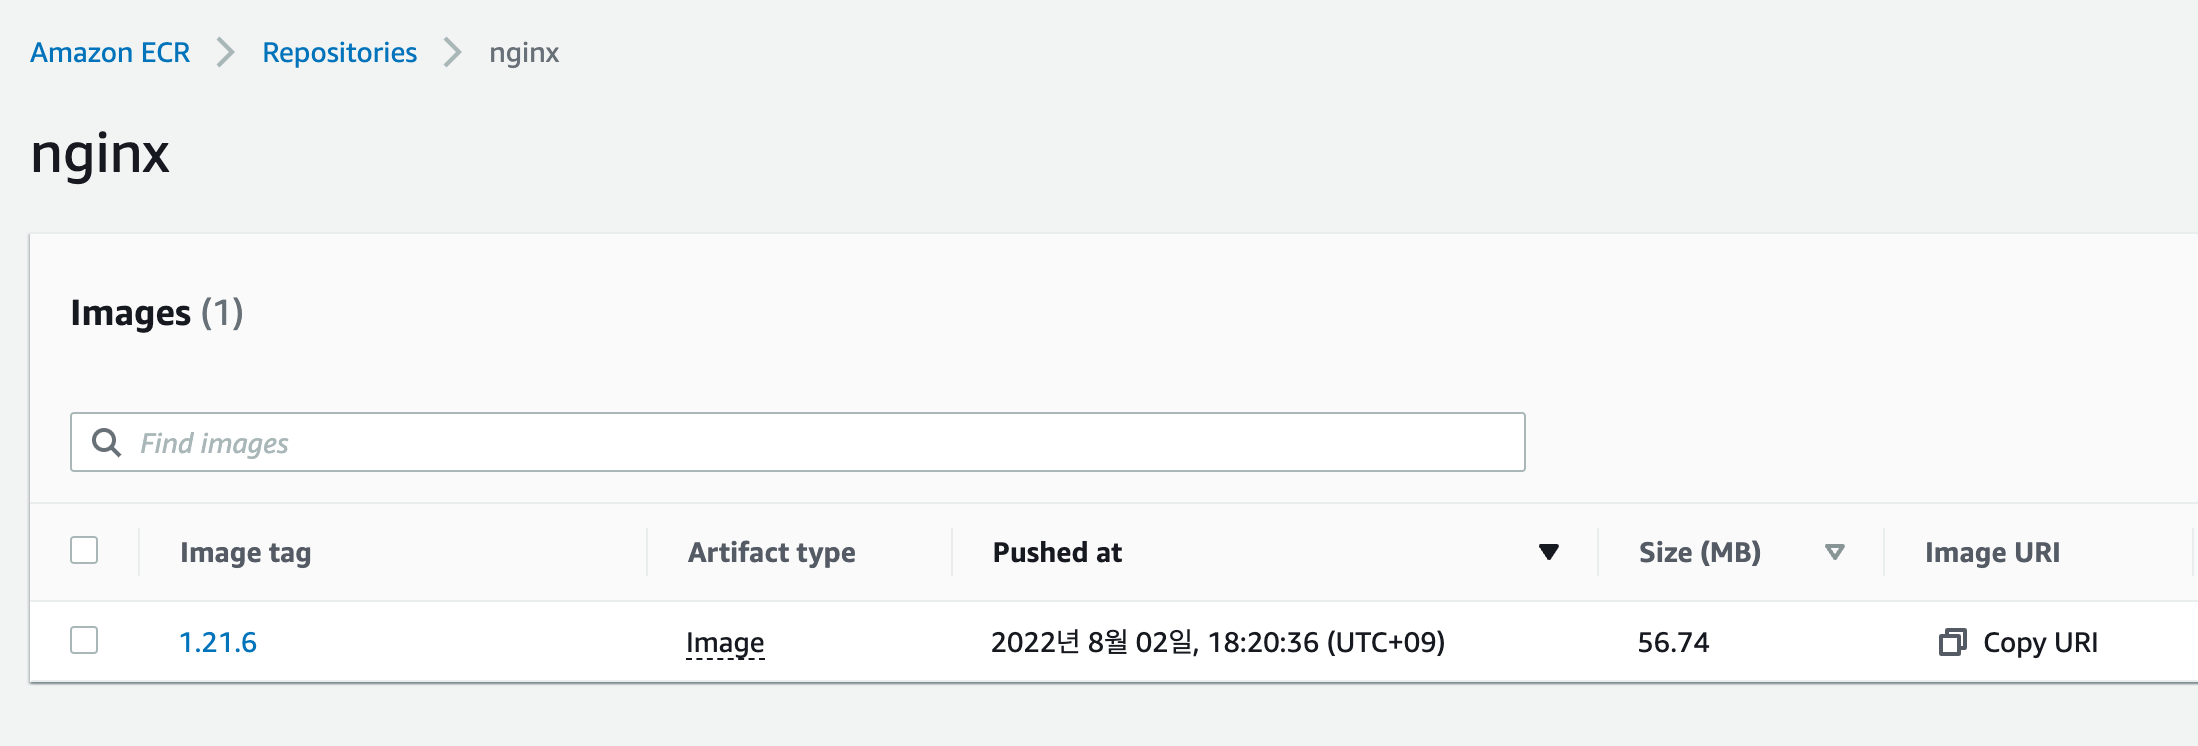 Amazon ECR Repositories nginx
nginx
Images (1)
Find images
Image tag Artifact type Pushed at Size (MB) Image URI
1.21.6 Image 2022년 8월 02일, 18:20:36 (UTC+09) 56.74 Copy URI